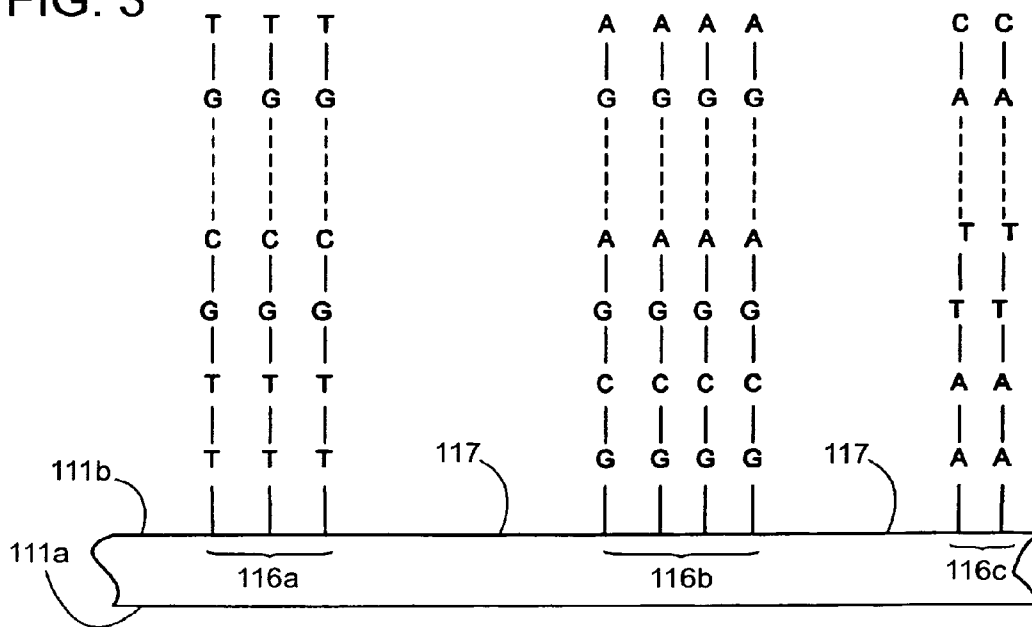 FIG. 3
T T T A A A A C C
G G G G G G G A A
C C C A A A A T T
G G G G G G G T T
T T T C C C C A A
T T T G G G G A A
111b 117 117
111a 116a 116b 116c